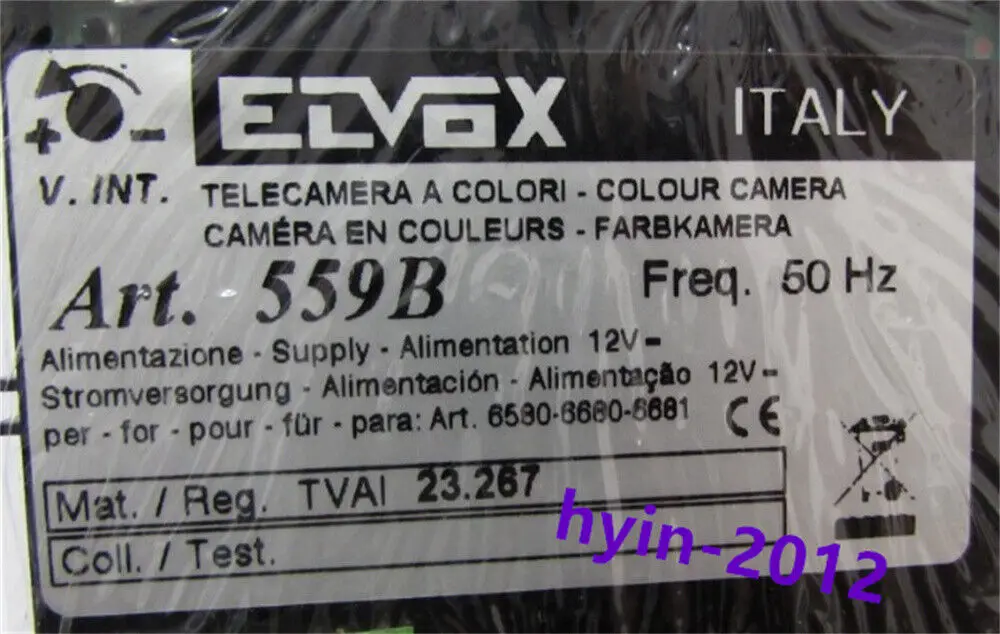 ELVOX ITALY
+ -
V. INT.
TELECAMERA A COLORI - COLOUR CAMERA
CAMÉRA EN COULEURS - FARBKAMERA
Art. 559B Freq. 50 Hz
Alimentazione - Supply - Alimentation 12V=
Stromversorgung - Alimentación - Alimentação 12V=
per - for - pour - für - para: Art. 6580-6680-6681 CE
Mat. / Reg. TVAI 23.267
Coll. / Test.
hyin-2012